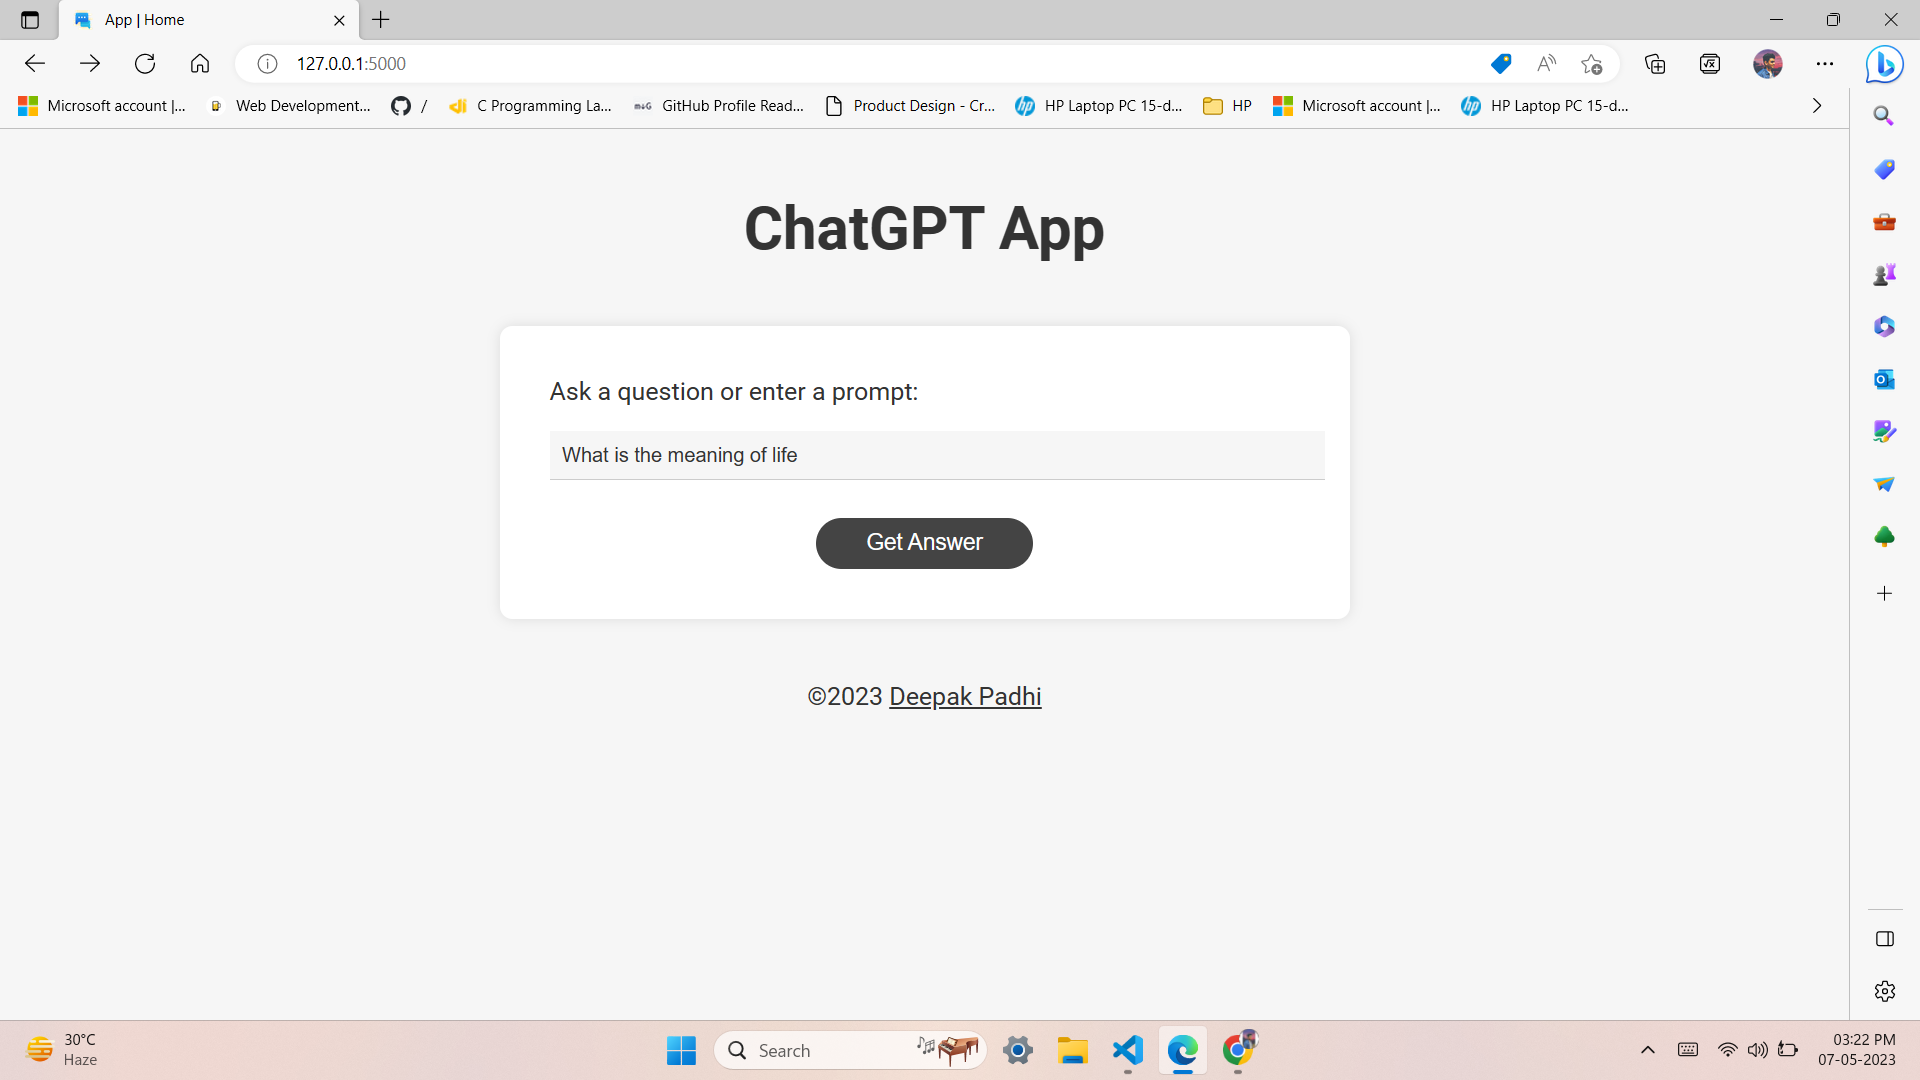 App | Home
127.0.0.1:5000
Microsoft account |...
Web Development...
/
C Programming La...
GitHub Profile Read...
Product Design - Cr...
HP Laptop PC 15-d...
HP
Microsoft account |...
HP Laptop PC 15-d...
ChatGPT App
Ask a question or enter a prompt:
What is the meaning of life
Get Answer
©2023 Deepak Padhi
30°C
Haze
Search
03:22 PM
07-05-2023